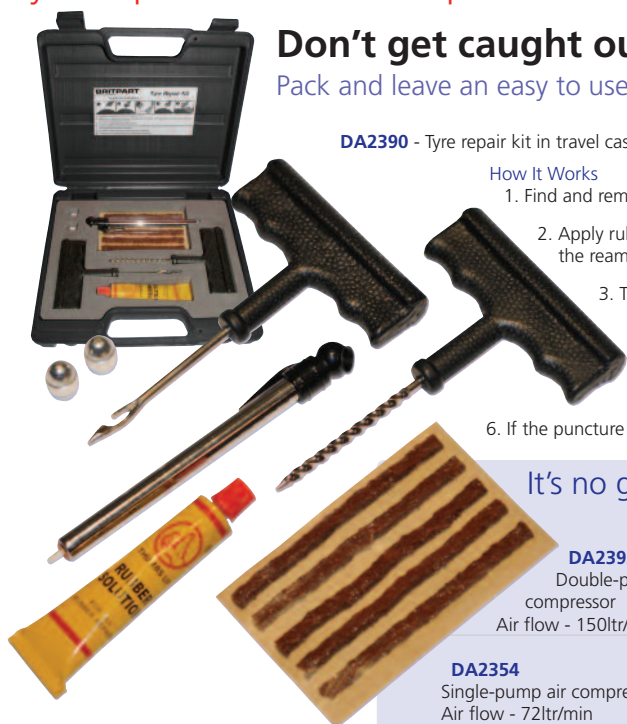 Don't get caught ou
Pack and leave an easy to use
BRITPART Tyre Repair Kit
DA2390 - Tyre repair kit in travel cas
How It Works
1. Find and rem
2. Apply rul
the ream
3. T
6. If the puncture
It's no g
DA239
Double-p
compressor
Air flow - 150ltr/
DA2354
Single-pump air compre
Air flow - 72ltr/min
RUBBER
SOLUTION